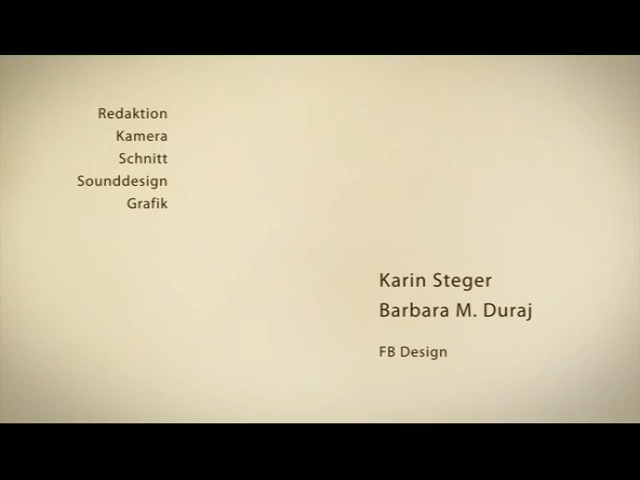 Redaktion
Kamera
Schnitt
Sounddesign
Grafik
Karin Steger
Barbara M. Duraj
FB Design